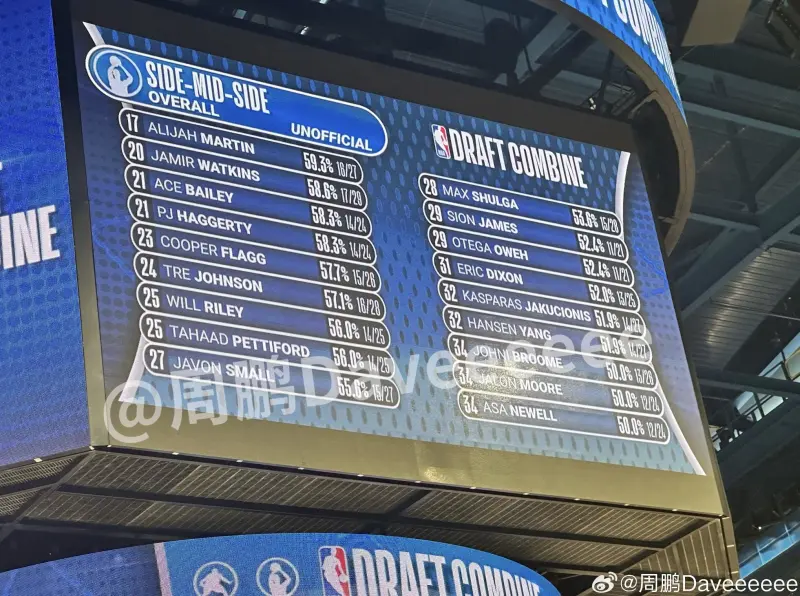 SIDE-MID-SIDE
OVERALL
UNOFFICIAL
17 ALIJAH MARTIN 59.3% 16/27
20 JAMIR WATKINS 58.6% 17/29
21 ACE BAILEY 58.3% 14/24
21 PJ HAGGERTY 58.3% 14/24
23 COOPER FLAGG 57.7% 15/26
24 TRE JOHNSON 57.1% 16/28
25 WILL RILEY 56.0% 14/25
25 TAHAAD PETTIFORD 56.0% 14/25
27 JAVON SMALL 55.6% 15/27
NBA DRAFT COMBINE
28 MAX SHULGA 53.6% 15/28
29 SION JAMES 52.4% 11/21
29 OTEGA OWEH 52.4% 11/21
31 ERIC DIXON 52.0% 13/25
32 KASPARAS JAKUCIONIS 51.9% 14/27
32 HANSEN YANG 51.9% 14/27
34 JOHNI BROOME 50.0% 13/26
34 JALON MOORE 50.0% 12/24
34 ASA NEWELL 50.0% 12/24
INE
COMBINE
@周鹏Daveeeeee
NBA DRAFT COMBINE
@周鹏Daveeeeee